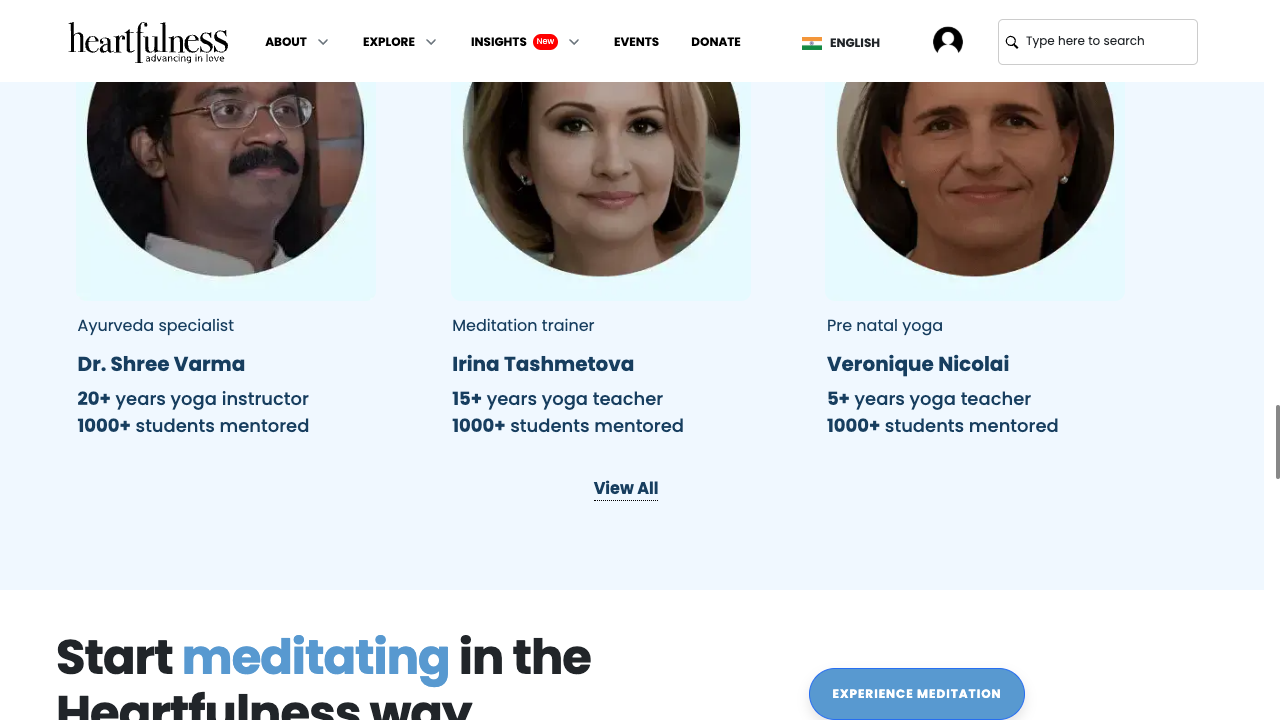 heartfulness
advancing in love
ABOUT
EXPLORE
INSIGHTS New
EVENTS
DONATE
ENGLISH
Type here to search
Ayurveda specialist
Dr. Shree Varma
20+ years yoga instructor
1000+ students mentored
Meditation trainer
Irina Tashmetova
15+ years yoga teacher
1000+ students mentored
Pre natal yoga
Veronique Nicolai
5+ years yoga teacher
1000+ students mentored
View All
Start meditating in the
Heartfulness way
EXPERIENCE MEDITATION